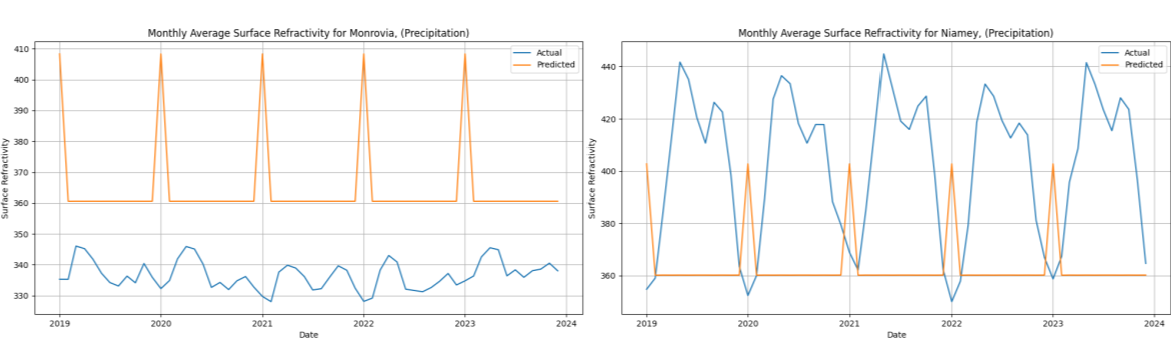 Monthly Average Surface Refractivity for Monrovia, (Precipitation)
Actual
Predicted
410
400
390
380
370
360
350
340
330
Surface Refractivity
2019
2020
2021
2022
2023
2024
Date
Monthly Average Surface Refractivity for Niamey, (Precipitation)
Actual
Predicted
440
420
400
380
360
Surface Refractivity
2019
2020
2021
2022
2023
2024
Date